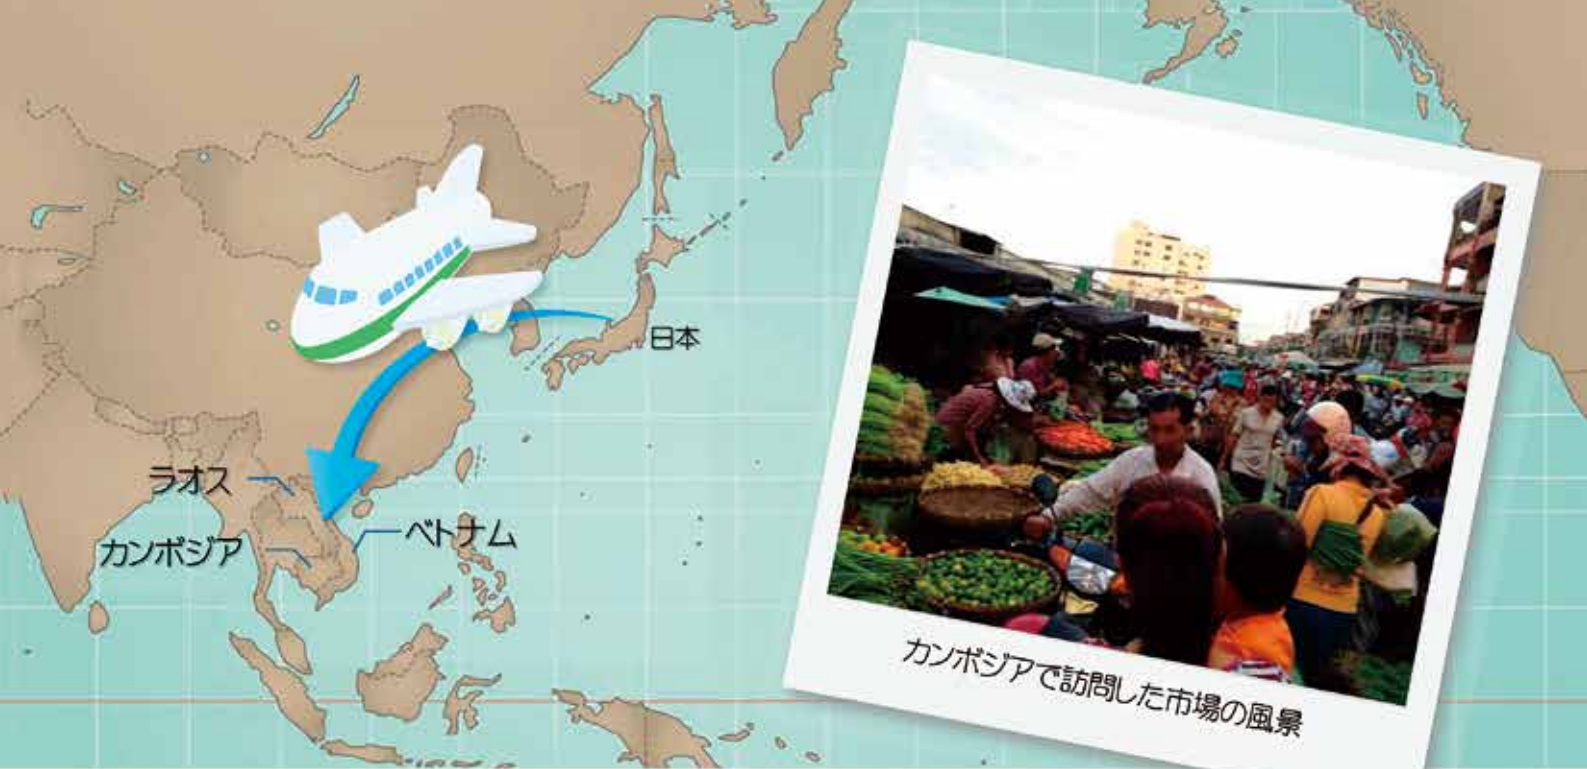 日本
ラオス
カンボジア
ベトナム
カンボジアで訪問した市場の風景